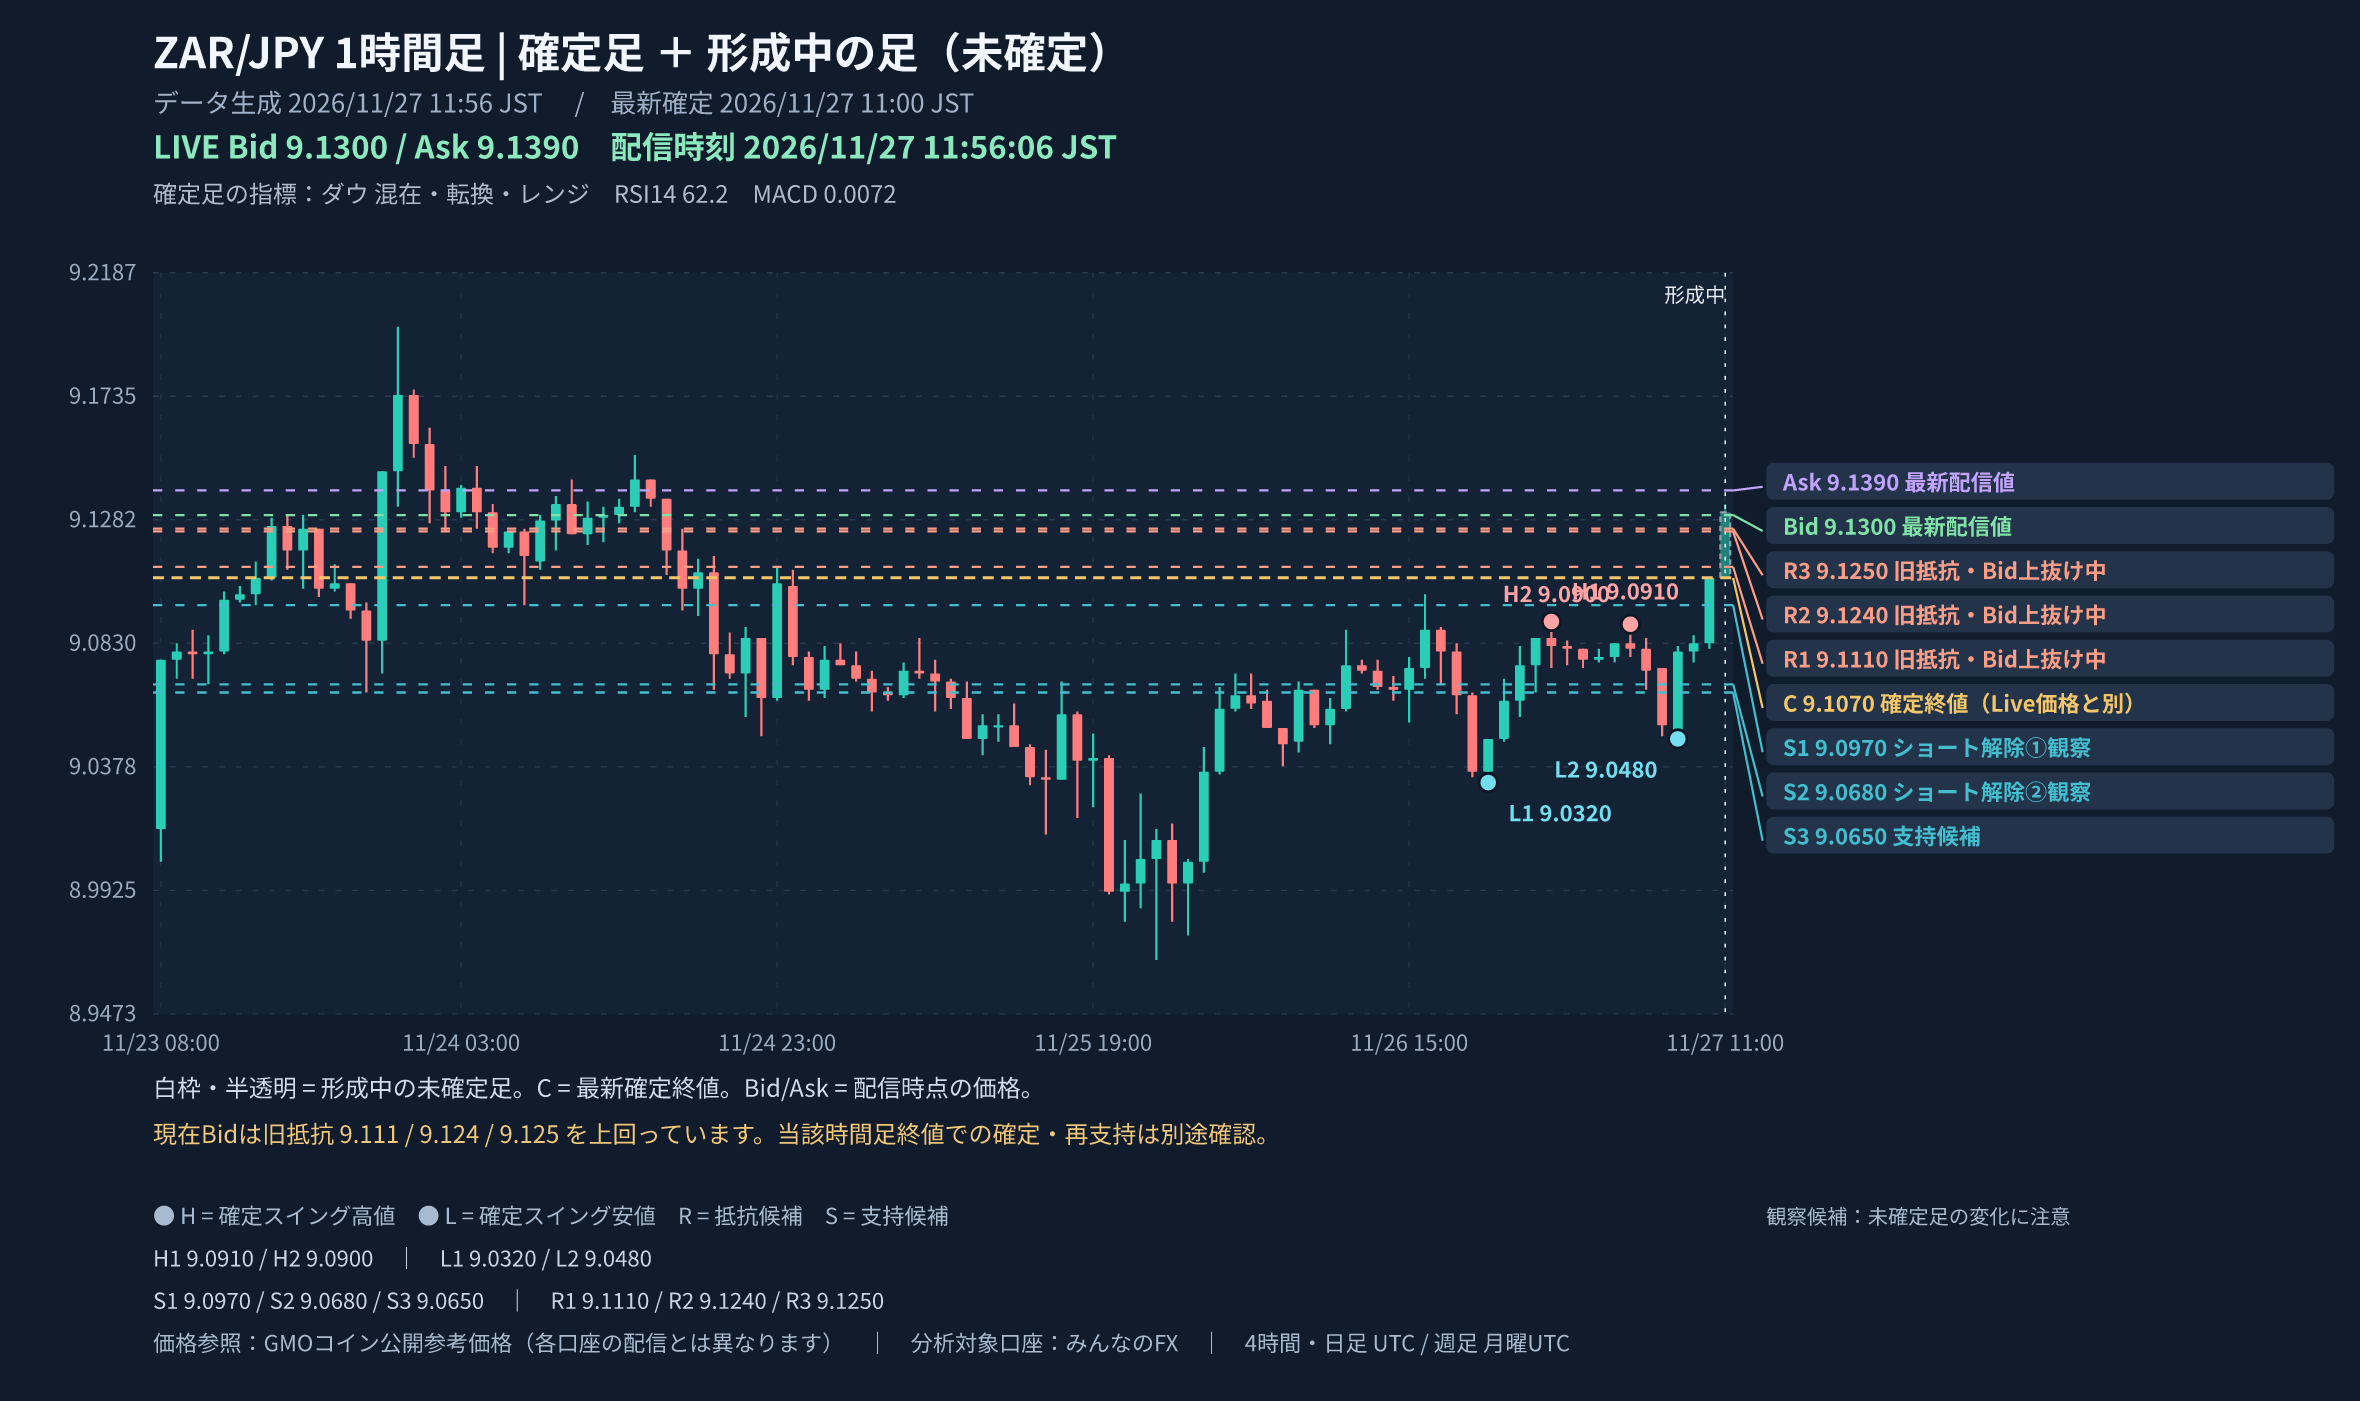 ZAR/JPY 1時間足 | 確定足 + 形成中の足（未確定）
データ生成 2026/11/27 11:56 JST / 最新確定 2026/11/27 11:00 JST
LIVE Bid 9.1300 / Ask 9.1390 配信時刻 2026/11/27 11:56:06 JST
確定足の指標：ダウ 混在・転換・レンジ RSI14 62.2 MACD 0.0072
9.2187
9.1735
9.1282
9.0830
9.0378
8.9925
8.9473
形成中
H2 9.0900
H1 9.0910
L2 9.0480
L1 9.0320
Ask 9.1390 最新配信値
Bid 9.1300 最新配信値
R3 9.1250 旧抵抗・Bid上抜け中
R2 9.1240 旧抵抗・Bid上抜け中
R1 9.1110 旧抵抗・Bid上抜け中
C 9.1070 確定終値（Live価格と別）
S1 9.0970 ショート解除①観察
S2 9.0680 ショート解除②観察
S3 9.0650 支持候補
11/23 08:00
11/24 03:00
11/24 23:00
11/25 19:00
11/26 15:00
11/27 11:00
白枠・半透明 = 形成中の未確定足。C = 最新確定終値。Bid/Ask = 配信時点の価格。
現在Bidは旧抵抗 9.111 / 9.124 / 9.125 を上回っています。当該時間足終値での確定・再支持は別途確認。
● H = 確定スイング高値 ● L = 確定スイング安値 R = 抵抗候補 S = 支持候補
観察候補：未確定足の変化に注意
H1 9.0910 / H2 9.0900 ｜ L1 9.0320 / L2 9.0480
S1 9.0970 / S2 9.0680 / S3 9.0650 ｜ R1 9.1110 / R2 9.1240 / R3 9.1250
価格参照：GMOコイン公開参考価格（各口座の配信とは異なります） ｜ 分析対象口座：みんなのFX ｜ 4時間・日足 UTC / 週足 月曜UTC